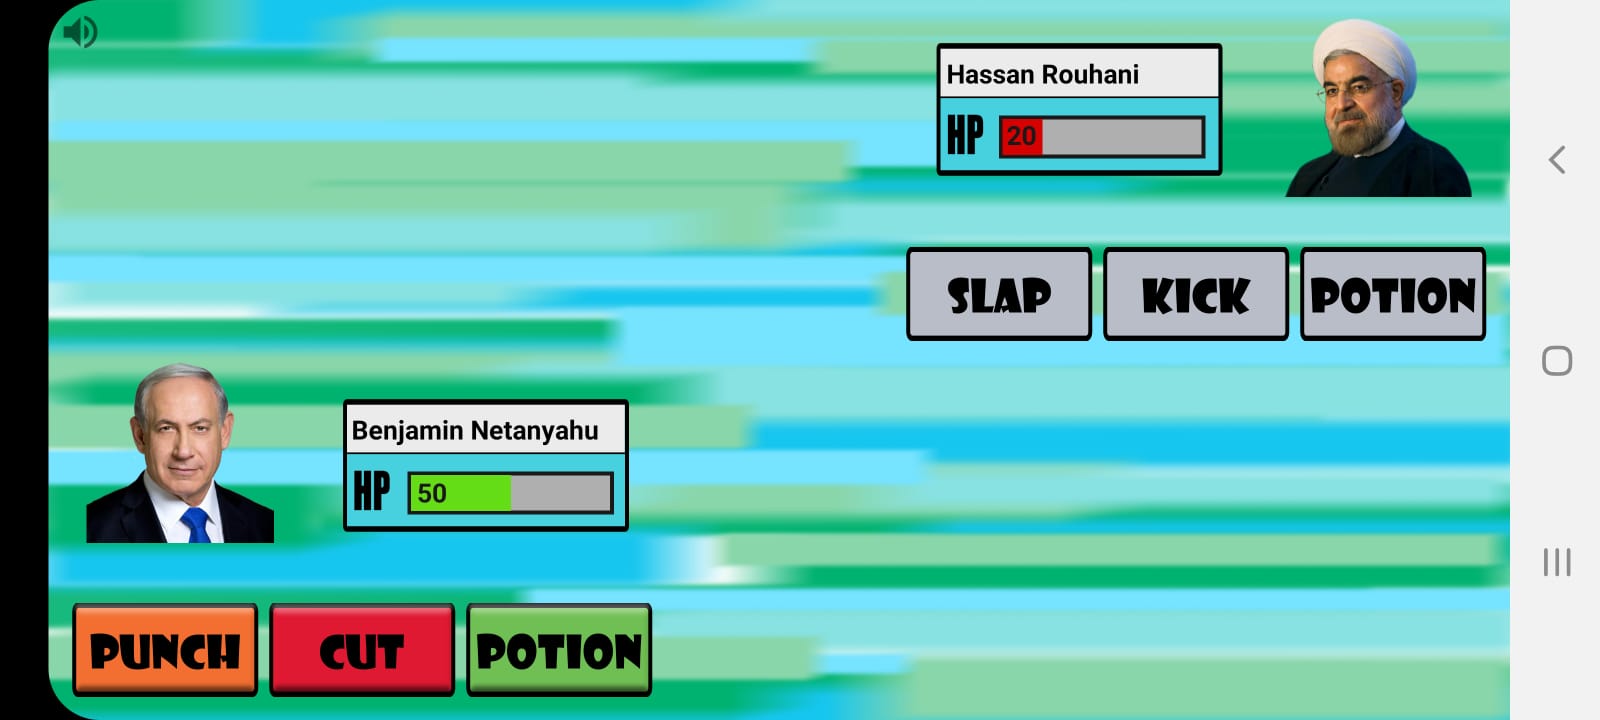 Hassan Rouhani
HP 20
SLAP KICK POTION
Benjamin Netanyahu
HP 50
PUNCH CUT POTION